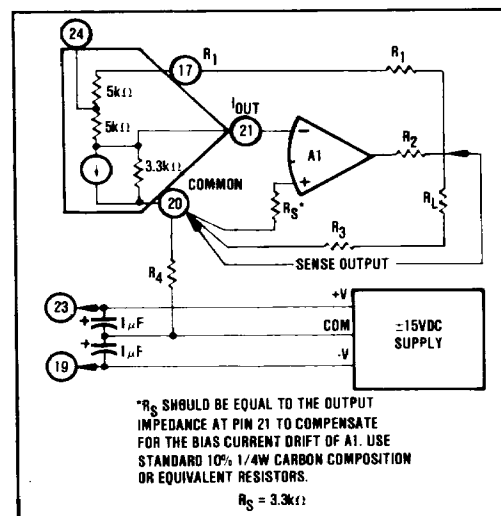 24
17
R1
R1
5kΩ
5kΩ
IOUT
21
−
A1
+
R2
3.3kΩ
COMMON
20
RS*
RL
R3
SENSE OUTPUT
R4
+V
23
+
1μF
COM
±15VDC
SUPPLY
+
1μF
-V
19
*RS SHOULD BE EQUAL TO THE OUTPUT
IMPEDANCE AT PIN 21 TO COMPENSATE
FOR THE BIAS CURRENT DRIFT OF A1. USE
STANDARD 10% 1/4W CARBON COMPOSITION
OR EQUIVALENT RESISTORS.
RS = 3.3kΩ